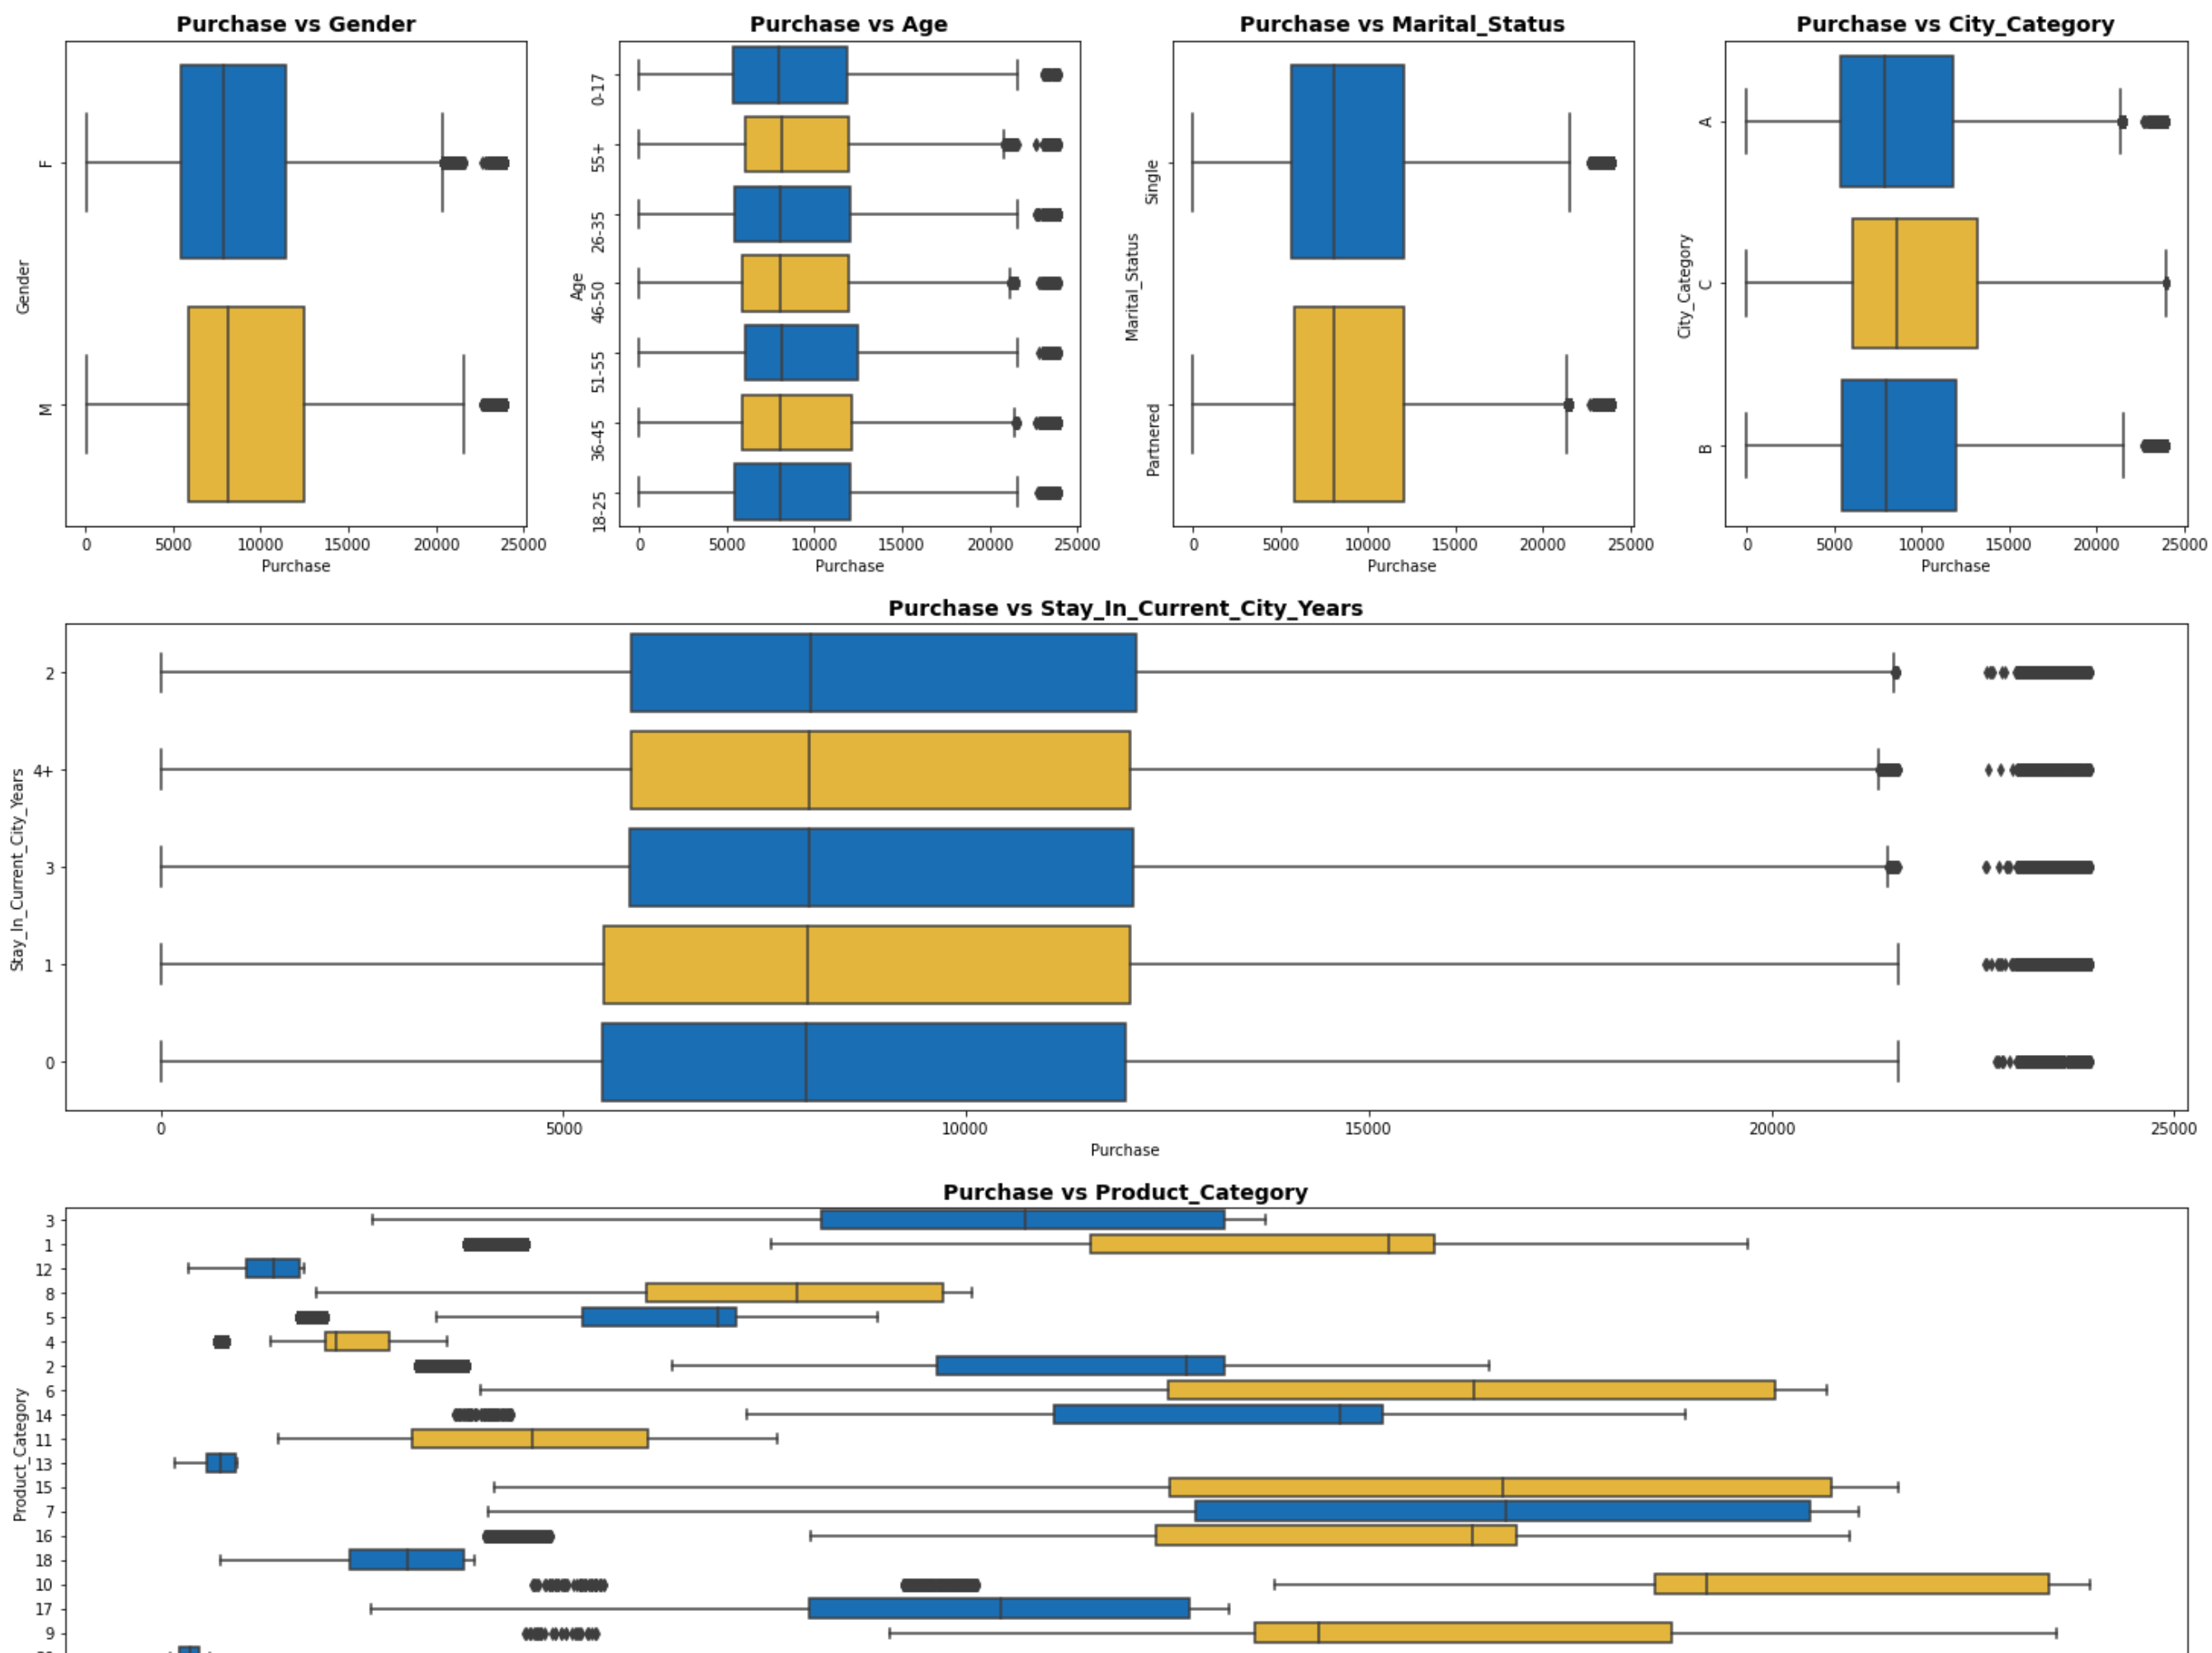 Purchase vs Gender
Gender
F
M
0 5000 10000 15000 20000 25000
Purchase
Purchase vs Age
Age
0-17
55+
26-35
46-50
51-55
36-45
18-25
0 5000 10000 15000 20000 25000
Purchase
Purchase vs Marital_Status
Marital_Status
Single
Partnered
0 5000 10000 15000 20000 25000
Purchase
Purchase vs City_Category
City_Category
A
C
B
0 5000 10000 15000 20000 25000
Purchase
Purchase vs Stay_In_Current_City_Years
Stay_In_Current_City_Years
2
4+
3
1
0
0 5000 10000 15000 20000 25000
Purchase
Purchase vs Product_Category
Product_Category
3
1
12
8
5
4
2
6
14
11
13
15
7
16
18
10
17
9